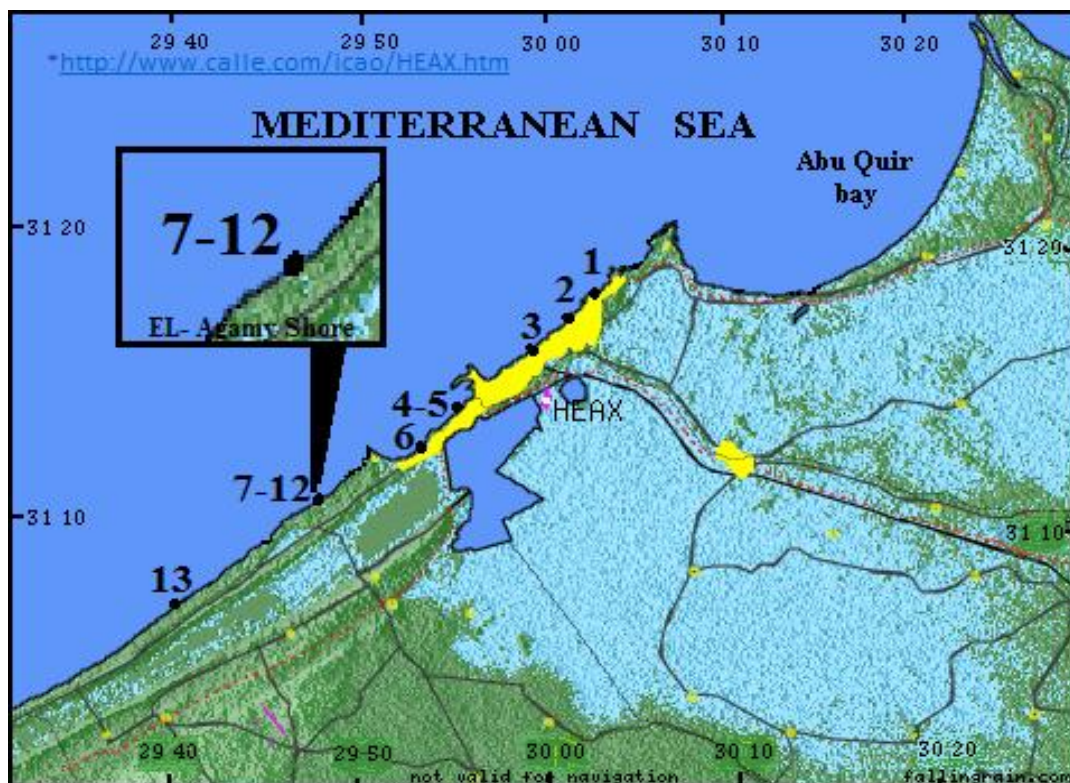 29 40 29 50 30 00 30 10 30 20
*http://www.calle.com/icao/HEAX.htm
MEDITERRANEAN SEA
Abu Quir
bay
7-12
EL- Agamy Shore
31 20
31 20
1
2
3
4-5
HEAX
6
7-12
31 10
31 10
13
29 40 29 50 30 00 30 10 30 20
not valid for navigation
fallingrain.com